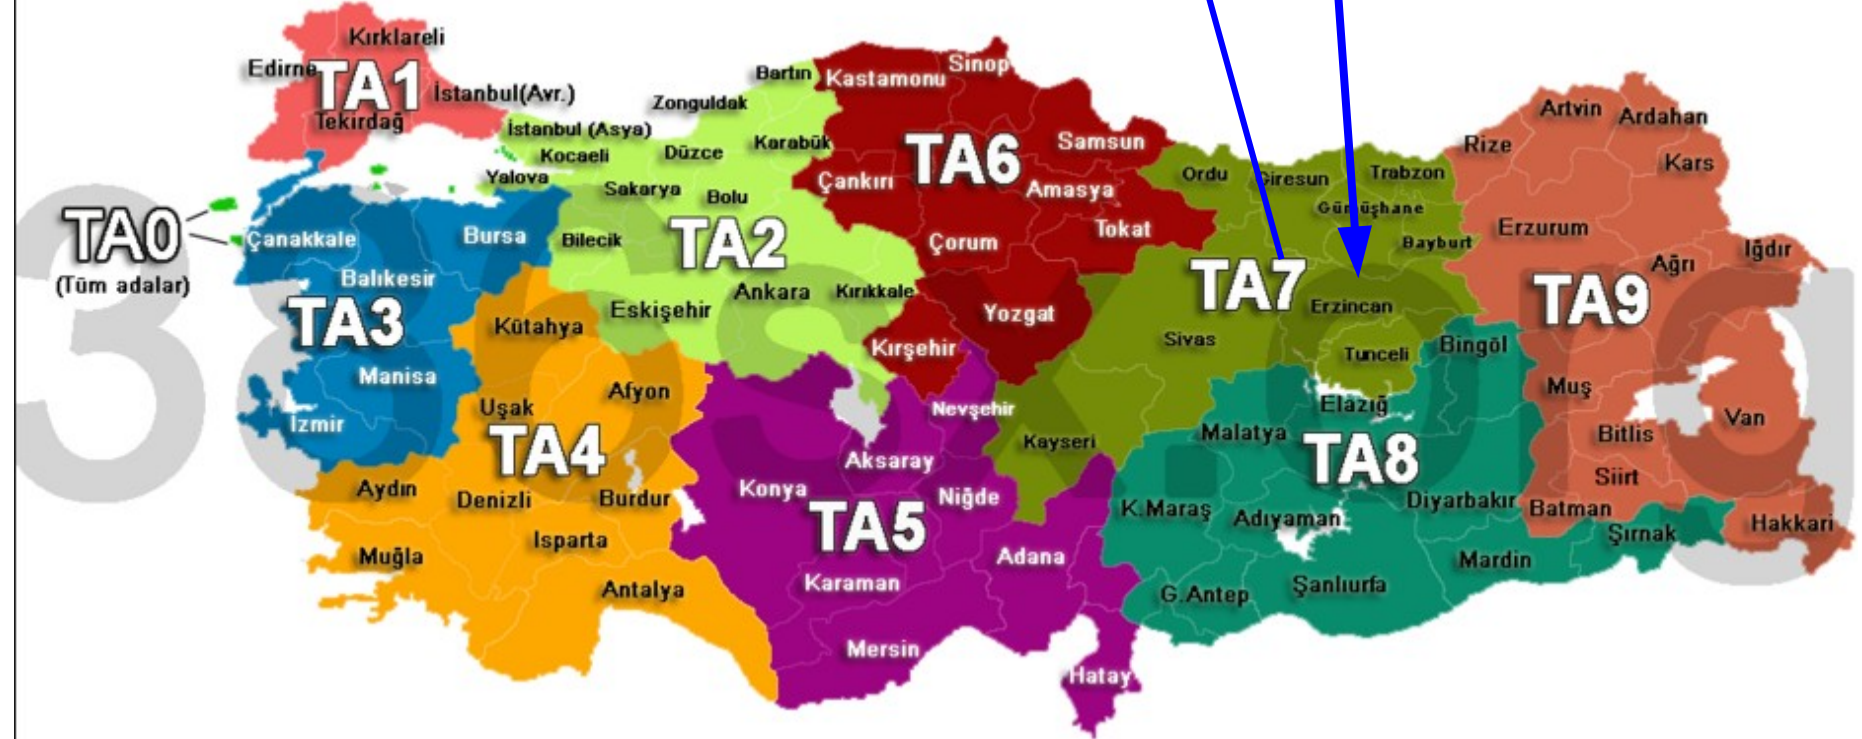 Kırklareli
Edirne
TA1
İstanbul(Avr.)
Tekirdağ
Bartın
Kastamonu
Sinop
Zonguldak
İstanbul (Asya)
Karabük
Kocaeli
Düzce
Yalova
Sakarya
Bolu
TA6
Samsun
Çankırı
Amasya
Ordu
Giresun
Trabzon
Gümüşhane
Bayburt
Rize
Artvin
Ardahan
Kars
TA0
(Tüm adalar)
Çanakkale
Bursa
Bilecik
TA2
Çorum
Tokat
Erzurum
Iğdır
Ağrı
Balıkesir
TA3
Kütahya
Eskişehir
Ankara
Kırıkkale
Yozgat
TA7
Erzincan
TA9
Kırşehir
Sivas
Tunceli
Bingöl
Manisa
Afyon
Uşak
İzmir
Nevşehir
Kayseri
Elazığ
Malatya
Muş
Van
Bitlis
TA4
Aksaray
TA8
Siirt
Aydın
Denizli
Burdur
Konya
Niğde
TA5
K.Maraş
Adıyaman
Diyarbakır
Batman
Şırnak
Hakkari
Isparta
Muğla
Adana
Mardin
Antalya
Karaman
G.Antep
Şanlıurfa
Mersin
Hatay